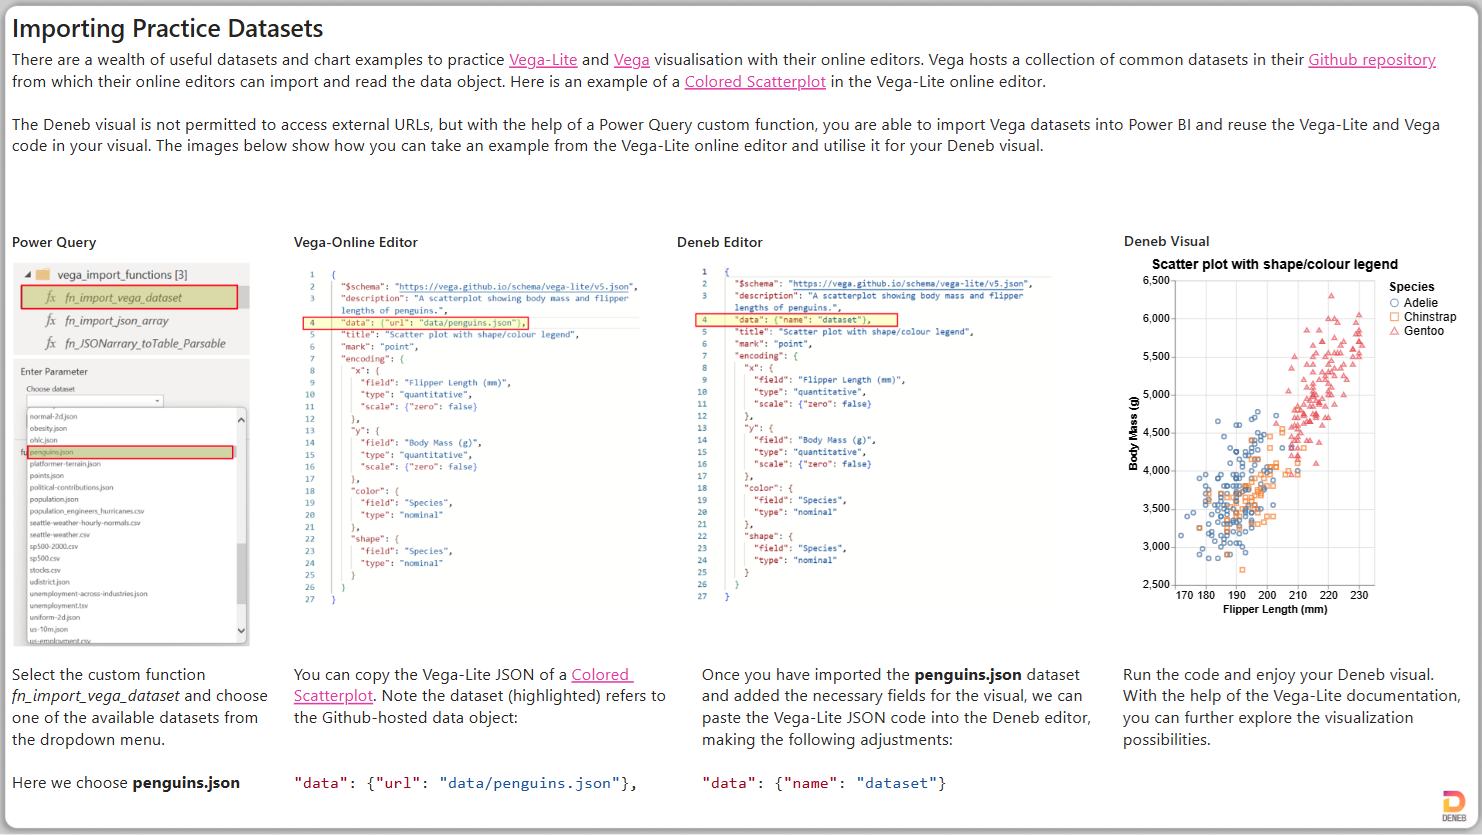 Importing Practice Datasets
There are a wealth of useful datasets and chart examples to practice Vega-Lite and Vega visualisation with their online editors. Vega hosts a collection of common datasets in their Github repository
from which their online editors can import and read the data object. Here is an example of a Colored Scatterplot in the Vega-Lite online editor.
The Deneb visual is not permitted to access external URLs, but with the help of a Power Query custom function, you are able to import Vega datasets into Power BI and reuse the Vega-Lite and Vega
code in your visual. The images below show how you can take an example from the Vega-Lite online editor and utilise it for your Deneb visual.
Power Query
vega_import_functions [3]
fx fn_import_vega_dataset
fx fn_import_json_array
fx fn_JSONarrary_toTable_Parsable
Enter Parameter
Choose dataset
normal-2d.json
obesity.json
ohlc.json
fu
penguins.json
platformer-terrain.json
points.json
political-contributions.json
population.json
population_engineers_hurricanes.csv
seattle-weather-hourly-normals.csv
seattle-weather.csv
sp500-2000.csv
sp500.csv
stocks.csv
udistrict.json
unemployment-across-industries.json
unemployment.tsv
uniform-2d.json
us-10m.json
us-employment.csv
Select the custom function
fn_import_vega_dataset and choose
one of the available datasets from
the dropdown menu.
Here we choose penguins.json
Vega-Online Editor
1 {
2 "$schema": "https://vega.github.io/schema/vega-lite/v5.json",
3 "description": "A scatterplot showing body mass and flipper
lengths of penguins.",
4 "data": {"url": "data/penguins.json"},
5 "title": "Scatter plot with shape/colour legend",
6 "mark": "point",
7 "encoding": {
8 "x": {
9 "field": "Flipper Length (mm)",
10 "type": "quantitative",
11 "scale": {"zero": false}
12 },
13 "y": {
14 "field": "Body Mass (g)",
15 "type": "quantitative",
16 "scale": {"zero": false}
17 },
18 "color": {
19 "field": "Species",
20 "type": "nominal"
21 },
22 "shape": {
23 "field": "Species",
24 "type": "nominal"
25 }
26 }
27 }
You can copy the Vega-Lite JSON of a Colored
Scatterplot. Note the dataset (highlighted) refers to
the Github-hosted data object:
"data": {"url": "data/penguins.json"},
Deneb Editor
1 {
2 "$schema": "https://vega.github.io/schema/vega-lite/v5.json",
3 "description": "A scatterplot showing body mass and flipper
lengths of penguins.",
4 "data": {"name": "dataset"},
5 "title": "Scatter plot with shape/colour legend",
6 "mark": "point",
7 "encoding": {
8 "x": {
9 "field": "Flipper Length (mm)",
10 "type": "quantitative",
11 "scale": {"zero": false}
12 },
13 "y": {
14 "field": "Body Mass (g)",
15 "type": "quantitative",
16 "scale": {"zero": false}
17 },
18 "color": {
19 "field": "Species",
20 "type": "nominal"
21 },
22 "shape": {
23 "field": "Species",
24 "type": "nominal"
25 }
26 }
27 }
Once you have imported the penguins.json dataset
and added the necessary fields for the visual, we can
paste the Vega-Lite JSON code into the Deneb editor,
making the following adjustments:
"data": {"name": "dataset"}
Deneb Visual
Scatter plot with shape/colour legend
6,500
6,000
5,500
5,000
4,500
4,000
3,500
3,000
2,500
Body Mass (g)
170 180 190 200 210 220 230
Flipper Length (mm)
Species
Adelie
Chinstrap
Gentoo
Run the code and enjoy your Deneb visual.
With the help of the Vega-Lite documentation,
you can further explore the visualization
possibilities.
DENEB